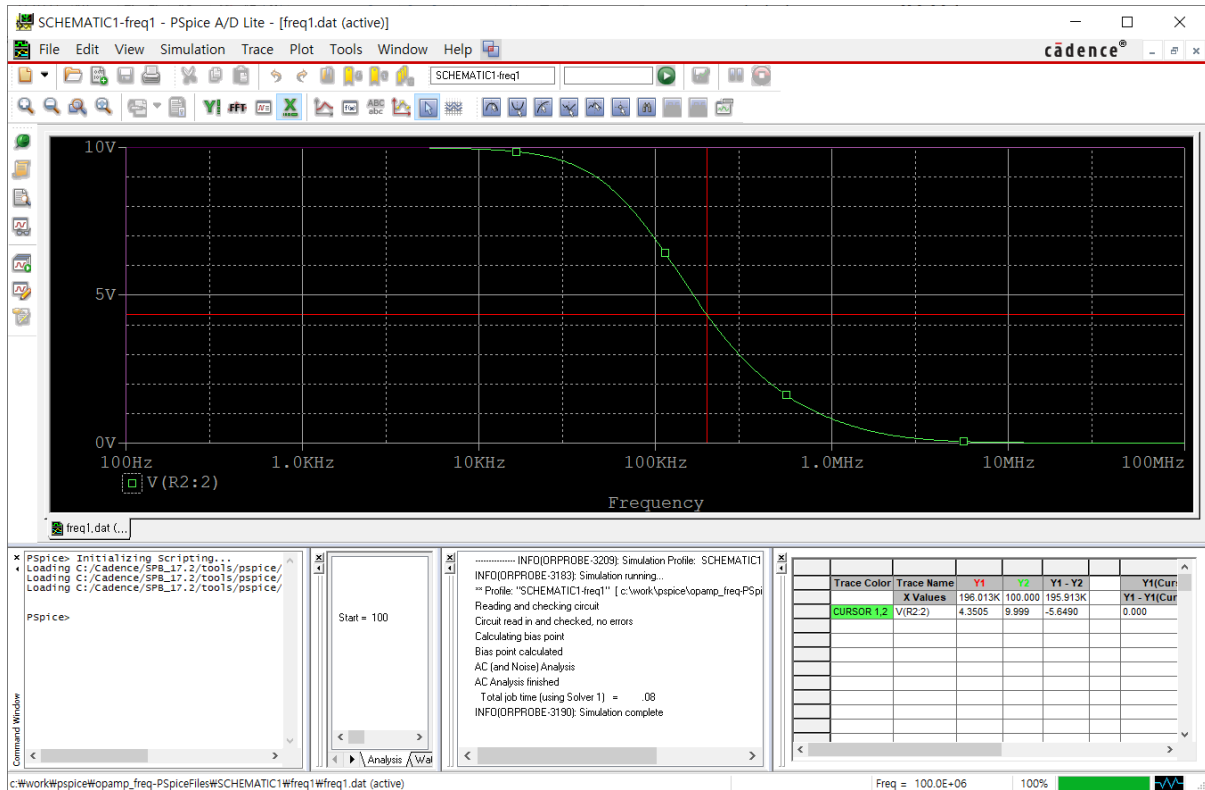 SCHEMATIC1-freq1 - PSpice A/D Lite - [freq1.dat (active)]
File Edit View Simulation Trace Plot Tools Window Help
cādence®
SCHEMATIC1-freq1
10V
5V
0V
100Hz 1.0KHz 10KHz 100KHz 1.0MHz 10MHz 100MHz
V(R2:2)
Frequency
freq1.dat (...
PSpice> Initializing Scripting...
Loading C:/Cadence/SPB_17.2/tools/pspice/
Loading C:/Cadence/SPB_17.2/tools/pspice/
Loading C:/Cadence/SPB_17.2/tools/pspice/
PSpice>
Command Window
Start = 100
Analysis Wat
-------------- INFO(ORPROBE-3209): Simulation Profile: SCHEMATIC1
INFO(ORPROBE-3183): Simulation running...
** Profile: "SCHEMATIC1-freq1" [ c:\work\pspice\opamp_freq-PSpi
Reading and checking circuit
Circuit read in and checked, no errors
Calculating bias point
Bias point calculated
AC (and Noise) Analysis
AC Analysis finished
Total job time (using Solver 1) = .08
INFO(ORPROBE-3190): Simulation complete
Trace Color Trace Name Y1 Y2 Y1 - Y2 Y1(Cur
X Values 196.013K 100.000 195.913K Y1 - Y1(Cur
CURSOR 1,2 V(R2:2) 4.3505 9.999 -5.6490 0.000
c:₩work₩pspice₩opamp_freq-PSpiceFiles₩SCHEMATIC1₩freq1₩freq1.dat (active)
Freq = 100.0E+06 100%